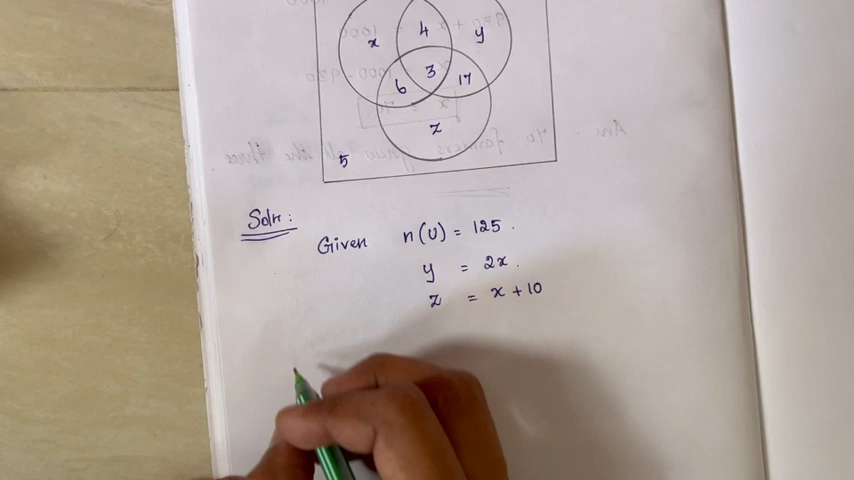 x 4 y
6 3 17
z
5
Soln:
Given n(U) = 125.
y = 2x.
z = x + 10